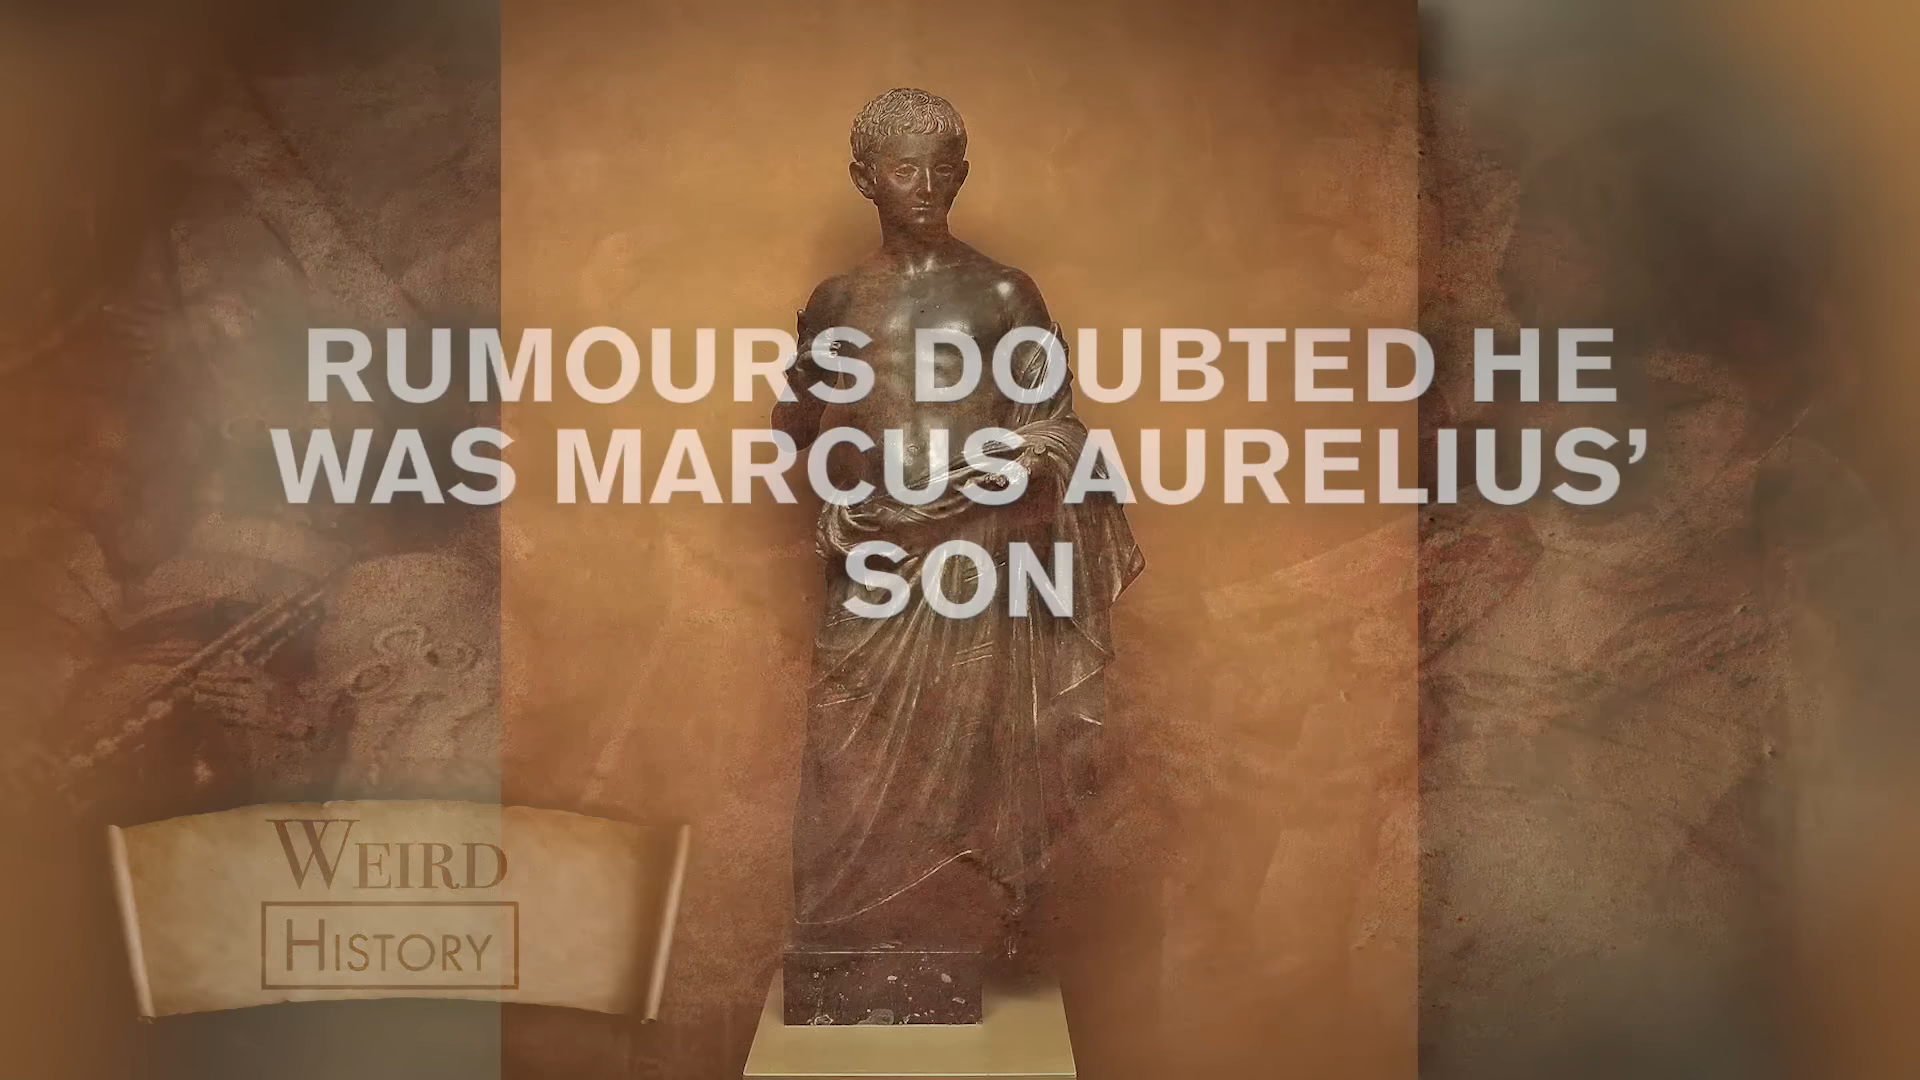 RUMOURS DOUBTED HE
WAS MARCUS AURELIUS’
SON
WEIRD
HISTORY